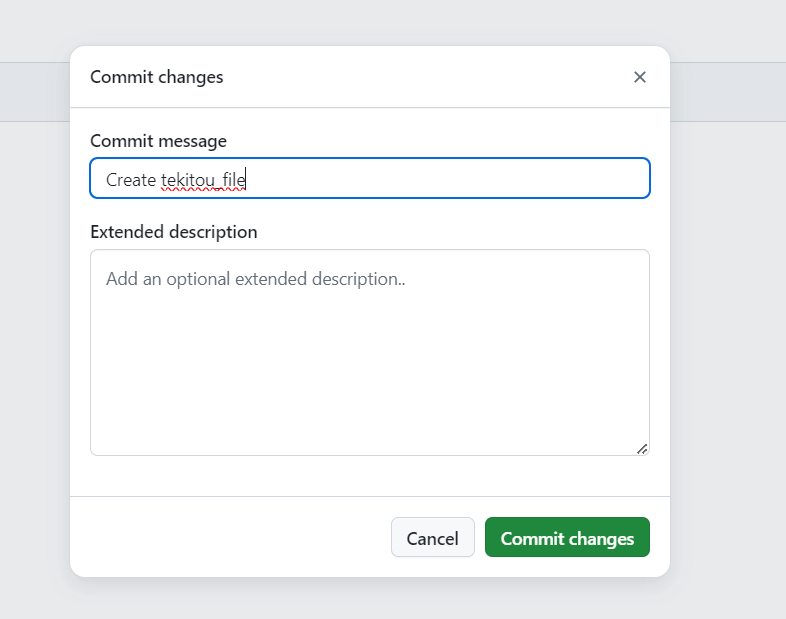 Commit changes
Commit message
Create tekitou_file
Extended description
Add an optional extended description..
Cancel
Commit changes